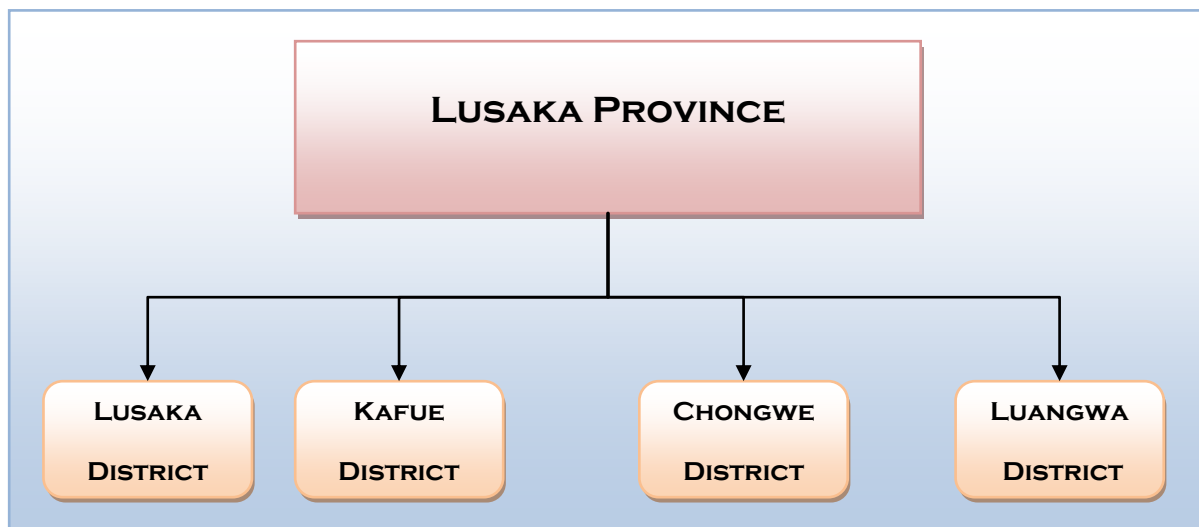 Lusaka Province
Lusaka
District
Kafue
District
Chongwe
District
Luangwa
District